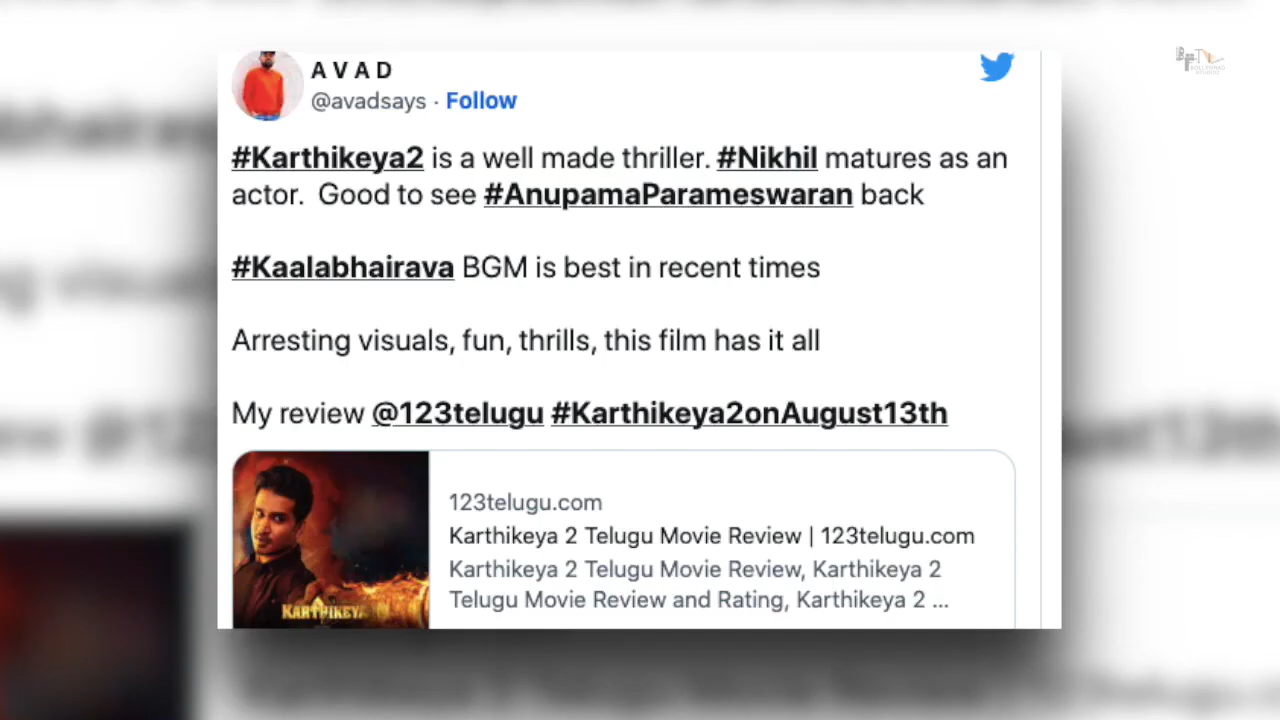 A V A D
@avadsays · Follow
#Karthikeya2 is a well made thriller. #Nikhil matures as an
actor. Good to see #AnupamaParameswaran back
#Kaalabhairava BGM is best in recent times
Arresting visuals, fun, thrills, this film has it all
My review @123telugu #Karthikeya2onAugust13th
123telugu.com
Karthikeya 2 Telugu Movie Review | 123telugu.com
Karthikeya 2 Telugu Movie Review, Karthikeya 2
Telugu Movie Review and Rating, Karthikeya 2 ...